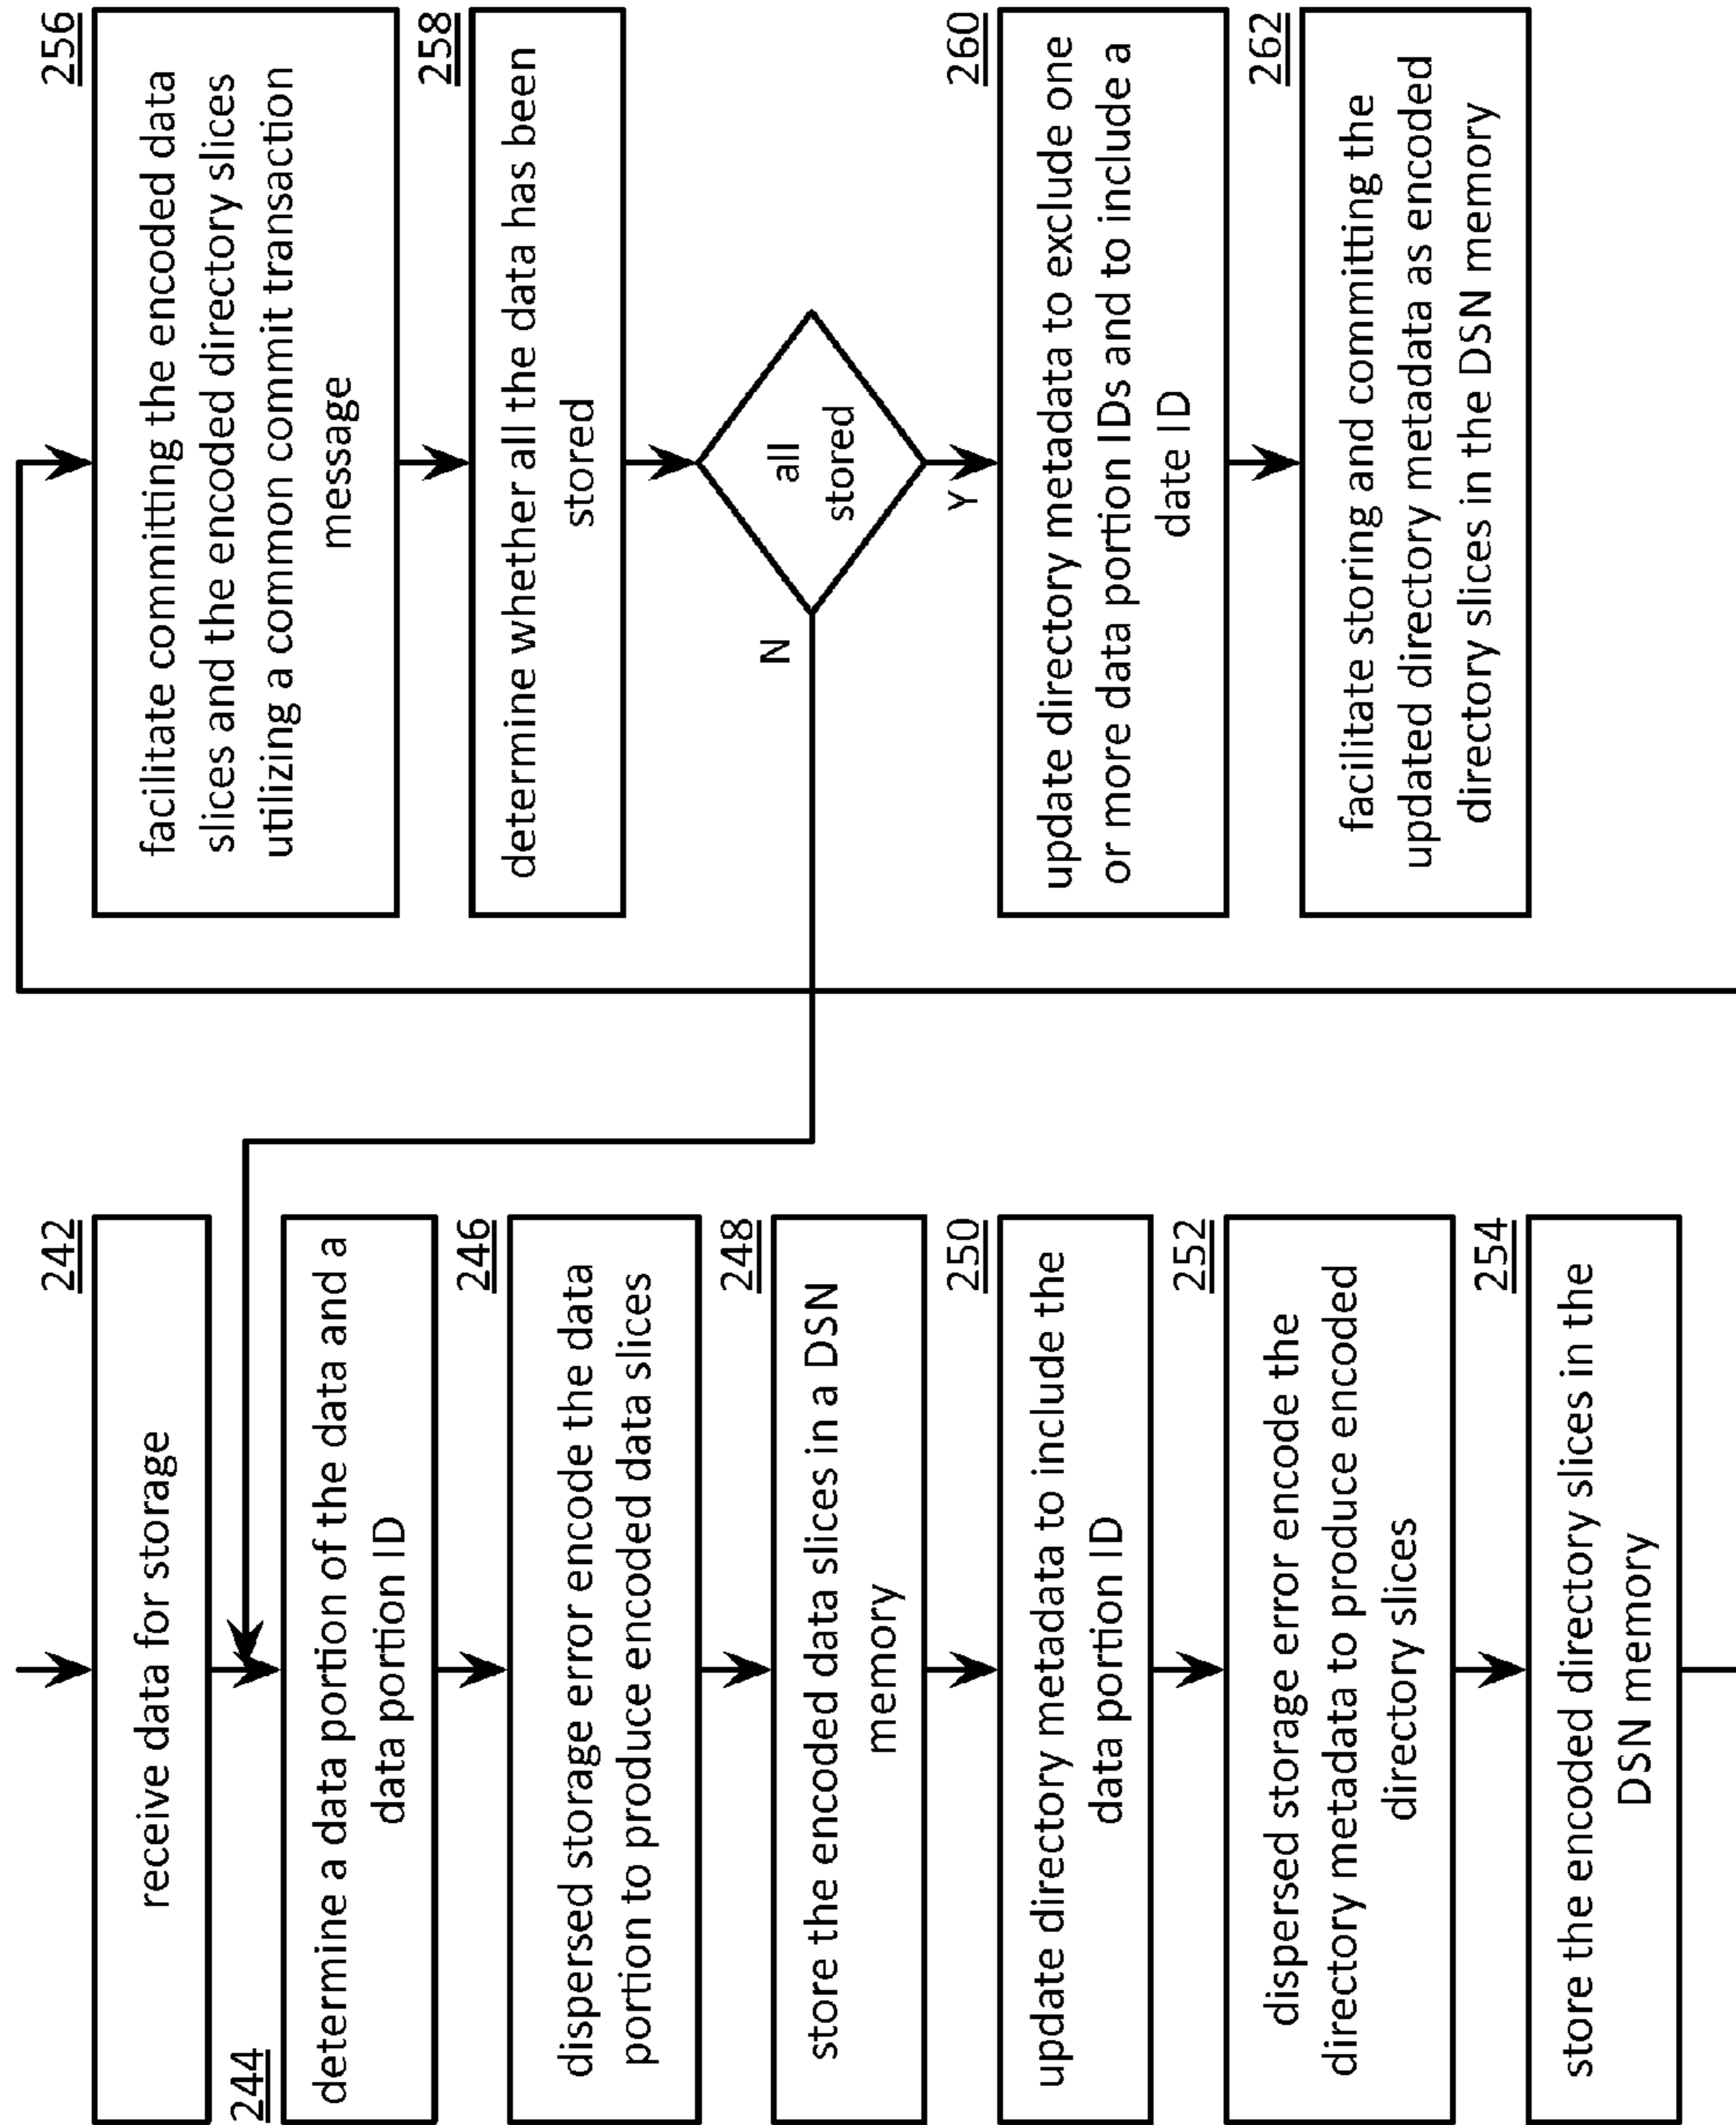 242
receive data for storage
244
determine a data portion of the data and a
data portion ID
246
dispersed storage error encode the data
portion to produce encoded data slices
248
store the encoded data slices in a DSN
memory
250
update directory metadata to include the
data portion ID
252
dispersed storage error encode the
directory metadata to produce encoded
directory slices
254
store the encoded directory slices in the
DSN memory
256
facilitate committing the encoded data
slices and the encoded directory slices
utilizing a common commit transaction
message
258
determine whether all the data has been
stored
all
stored
N
Y
260
update directory metadata to exclude one
or more data portion IDs and to include a
date ID
262
facilitate storing and committing the
updated directory metadata as encoded
directory slices in the DSN memory